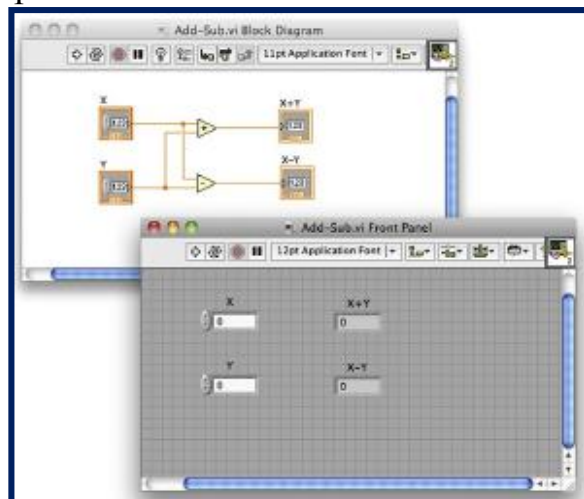 Add-Sub.vi Block Diagram
11pt Application Font
X
X+Y
Y
X-Y
Add-Sub.vi Front Panel
12pt Application Font
X
X+Y
0
0
Y
X-Y
0
0